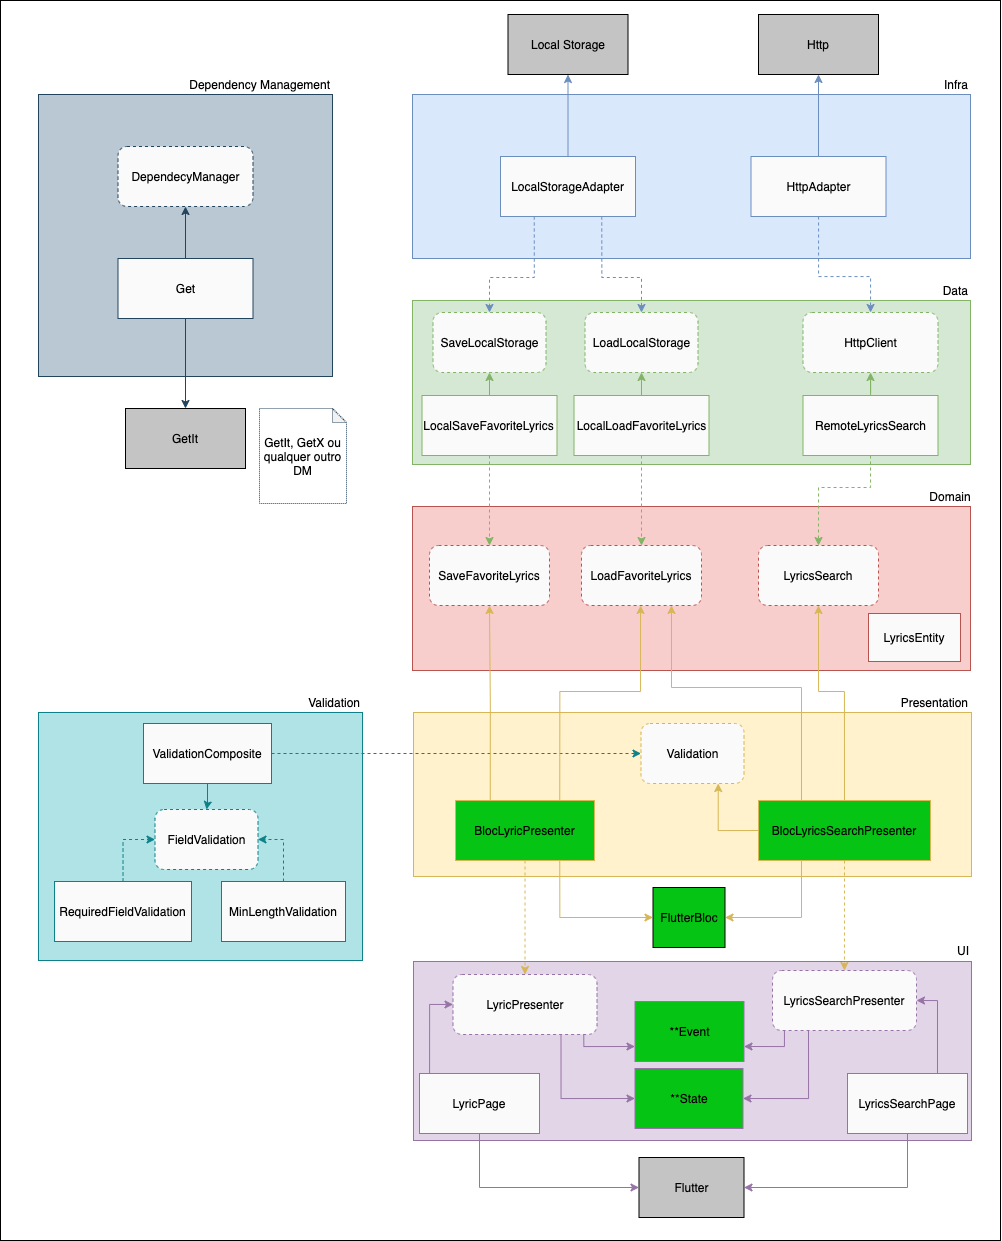 Local Storage
Http
Dependency Management
Infra
DependecyManager
LocalStorageAdapter
HttpAdapter
Get
Data
SaveLocalStorage
LoadLocalStorage
HttpClient
LocalSaveFavoriteLyrics
LocalLoadFavoriteLyrics
RemoteLyricsSearch
GetIt
GetIt, GetX ou
qualquer outro
DM
Domain
SaveFavoriteLyrics
LoadFavoriteLyrics
LyricsSearch
LyricsEntity
Validation
Presentation
ValidationComposite
Validation
FieldValidation
BlocLyricPresenter
BlocLyricsSearchPresenter
RequiredFieldValidation
MinLengthValidation
FlutterBloc
UI
LyricPresenter
LyricsSearchPresenter
**Event
**State
LyricPage
LyricsSearchPage
Flutter